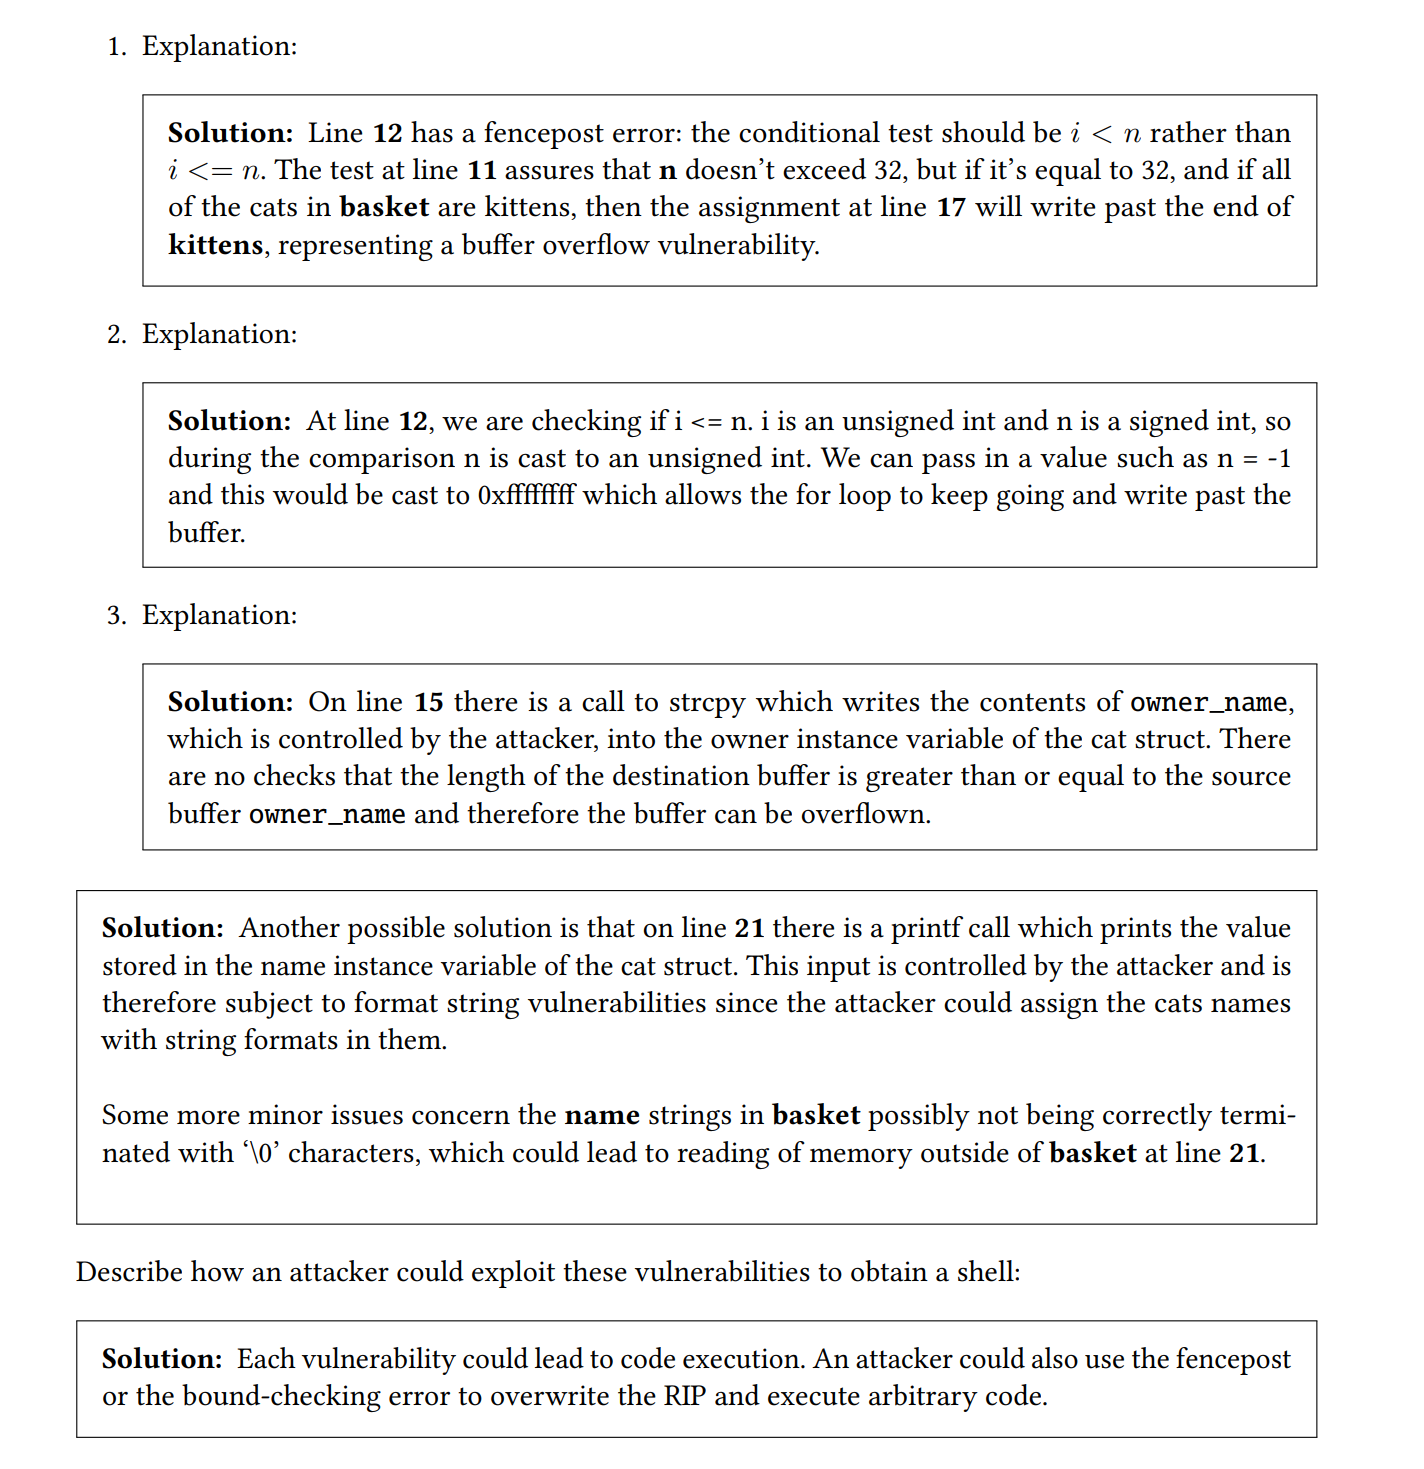 1. Explanation:
Solution: Line 12 has a fencepost error: the conditional test should be i < n rather than
i <= n. The test at line 11 assures that n doesn't exceed 32, but if it's equal to 32, and if all
of the cats in basket are kittens, then the assignment at line 17 will write past the end of
kittens, representing a buffer overflow vulnerability.
2. Explanation:
Solution: At line 12, we are checking if i <= n. i is an unsigned int and n is a signed int, so
during the comparison n is cast to an unsigned int. We can pass in a value such as n = -1
and this would be cast to 0xffffffff which allows the for loop to keep going and write past the
buffer.
3. Explanation:
Solution: On line 15 there is a call to strcpy which writes the contents of owner_name,
which is controlled by the attacker, into the owner instance variable of the cat struct. There
are no checks that the length of the destination buffer is greater than or equal to the source
buffer owner_name and therefore the buffer can be overflown.
Solution: Another possible solution is that on line 21 there is a printf call which prints the value
stored in the name instance variable of the cat struct. This input is controlled by the attacker and is
therefore subject to format string vulnerabilities since the attacker could assign the cats names
with string formats in them.
Some more minor issues concern the name strings in basket possibly not being correctly termi-
nated with ‘\0’ characters, which could lead to reading of memory outside of basket at line 21.
Describe how an attacker could exploit these vulnerabilities to obtain a shell:
Solution: Each vulnerability could lead to code execution. An attacker could also use the fencepost
or the bound-checking error to overwrite the RIP and execute arbitrary code.